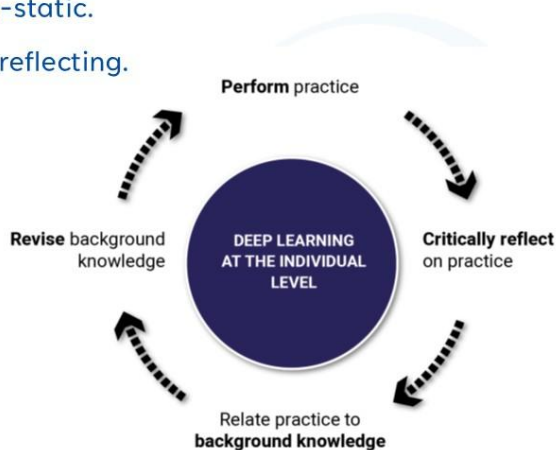 -static.
reflecting.
Perform practice
Critically reflect
on practice
Relate practice to
background knowledge
Revise background
knowledge
DEEP LEARNING
AT THE INDIVIDUAL
LEVEL